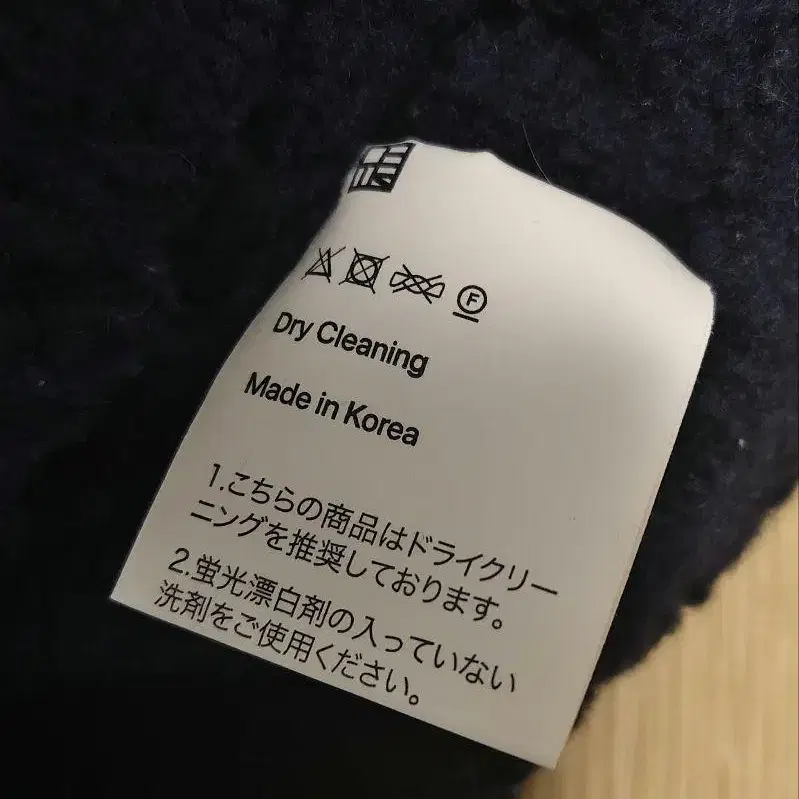 F
Dry Cleaning
Made in Korea
1.こちらの商品はドライクリー
ニングを推奨しております。
2.蛍光漂白剤の入っていない
洗剤をご使用ください。